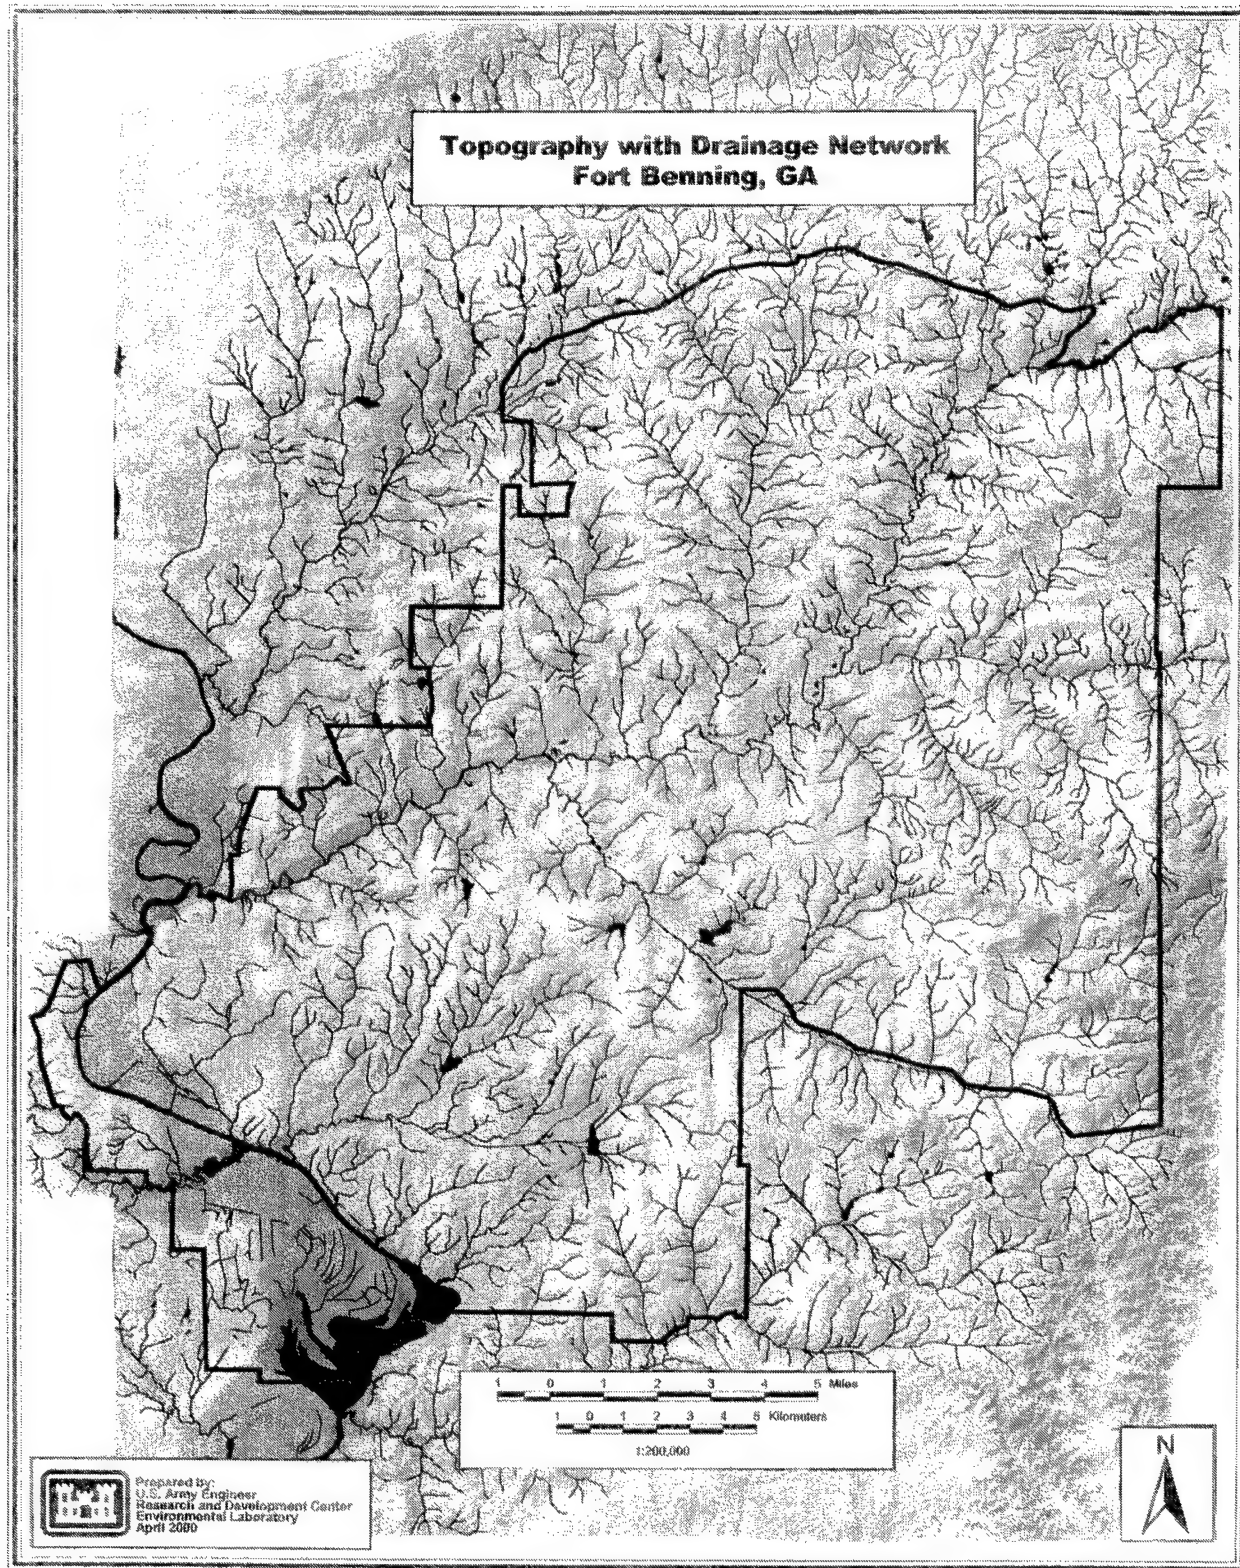 Topography with Drainage Network
Fort Benning, GA
1 0 1 2 3 4 5 Miles
1 0 1 2 3 4 5 Kilometers
1:200,000
N
Prepared by:
U.S. Army Engineer
Research and Development Center
Environmental Laboratory
April 2000